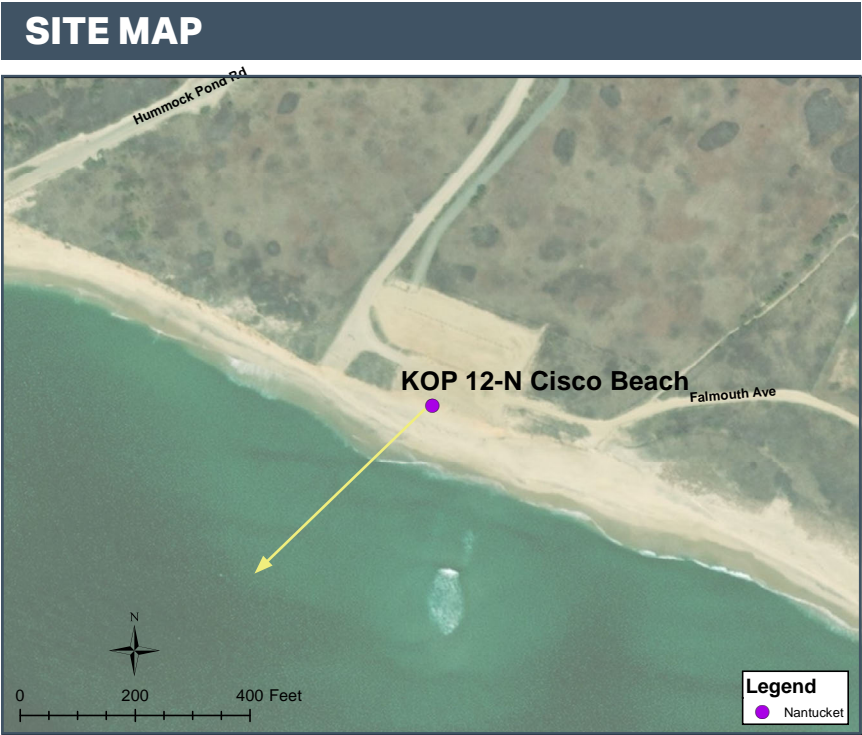 SITE MAP
Hummock Pond Rd
KOP 12-N Cisco Beach
Falmouth Ave
N
0 200 400 Feet
Legend
Nantucket